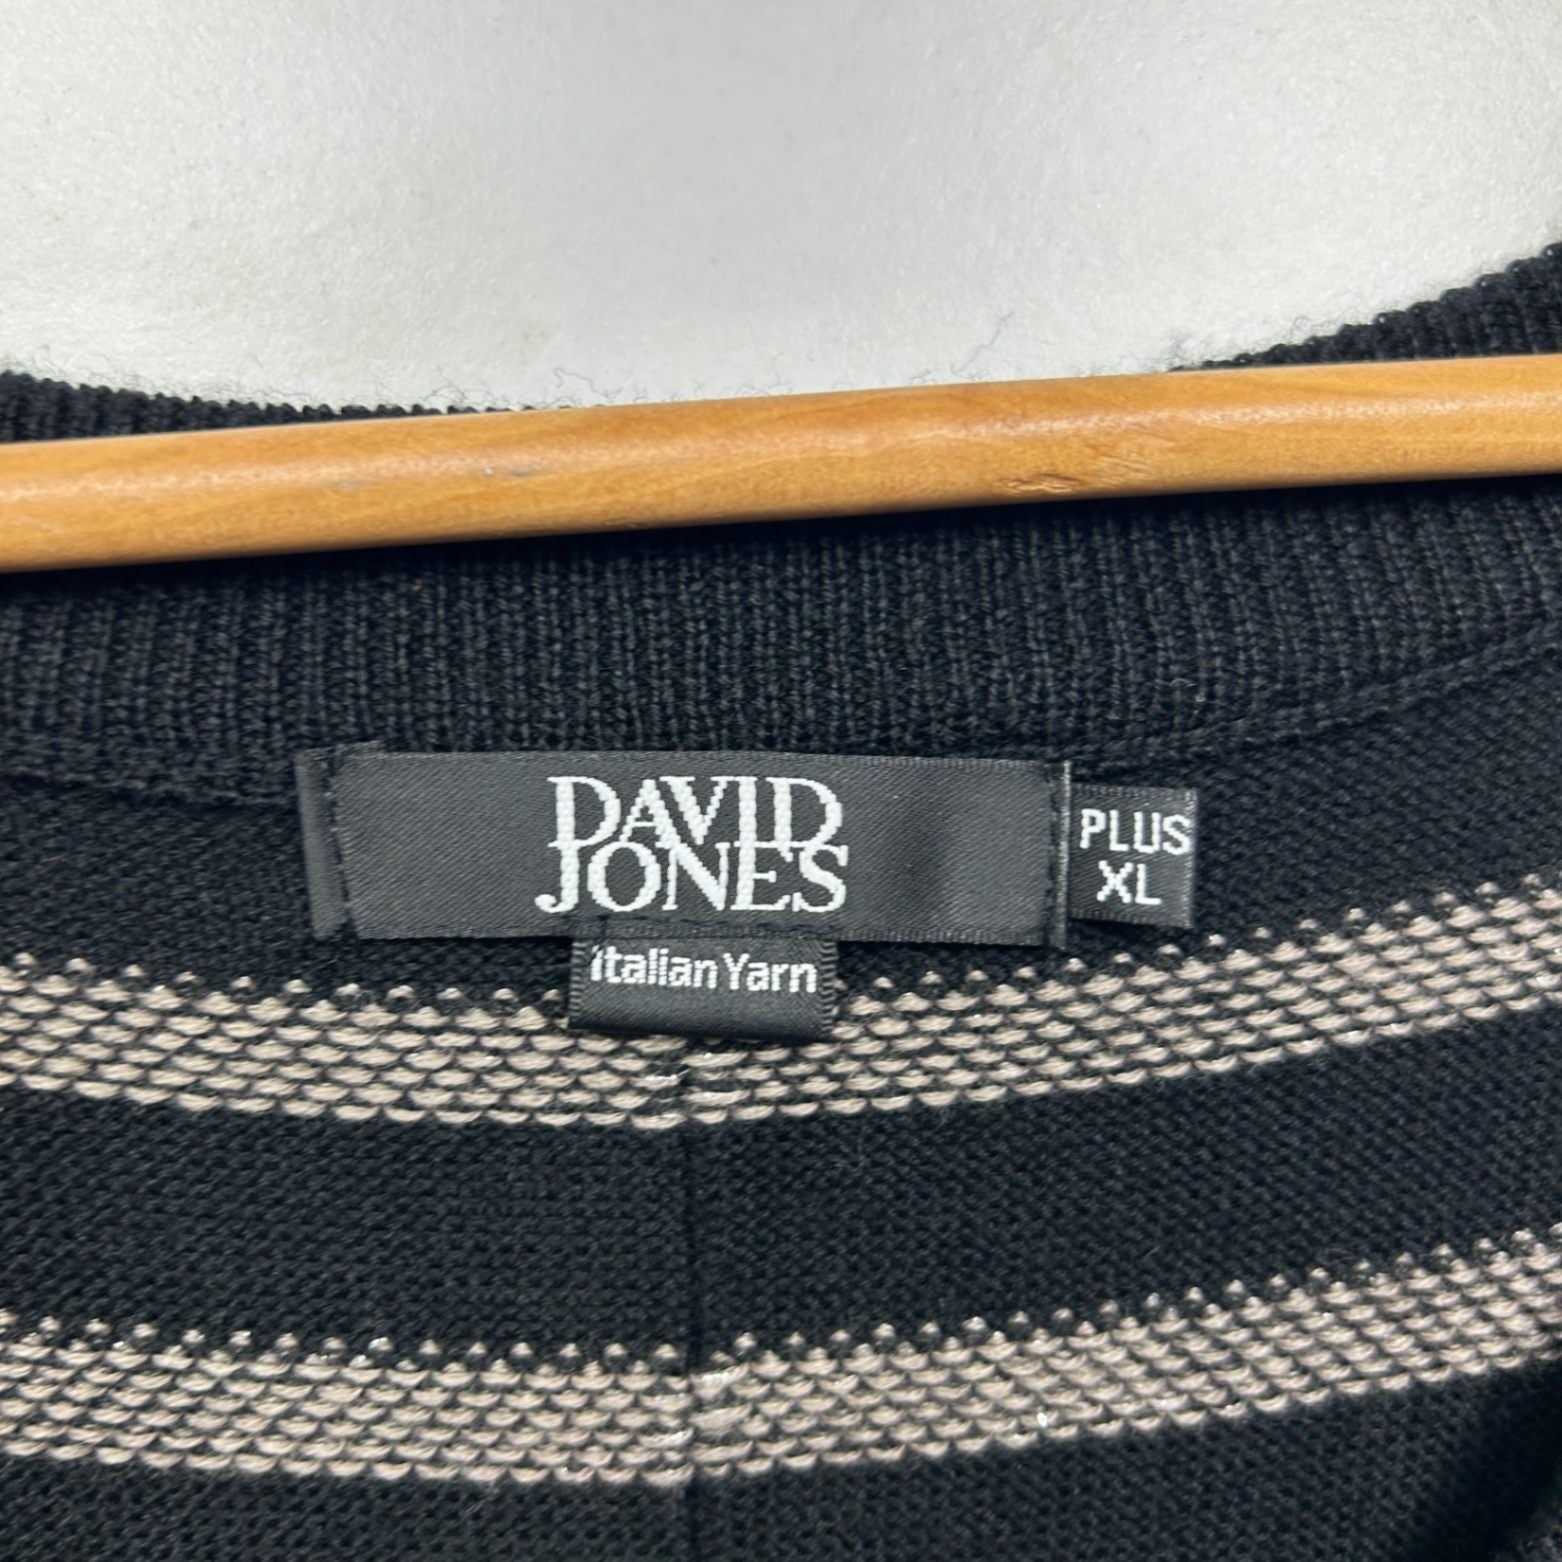 DAVID
JONES
PLUS
XL
Italian Yarn